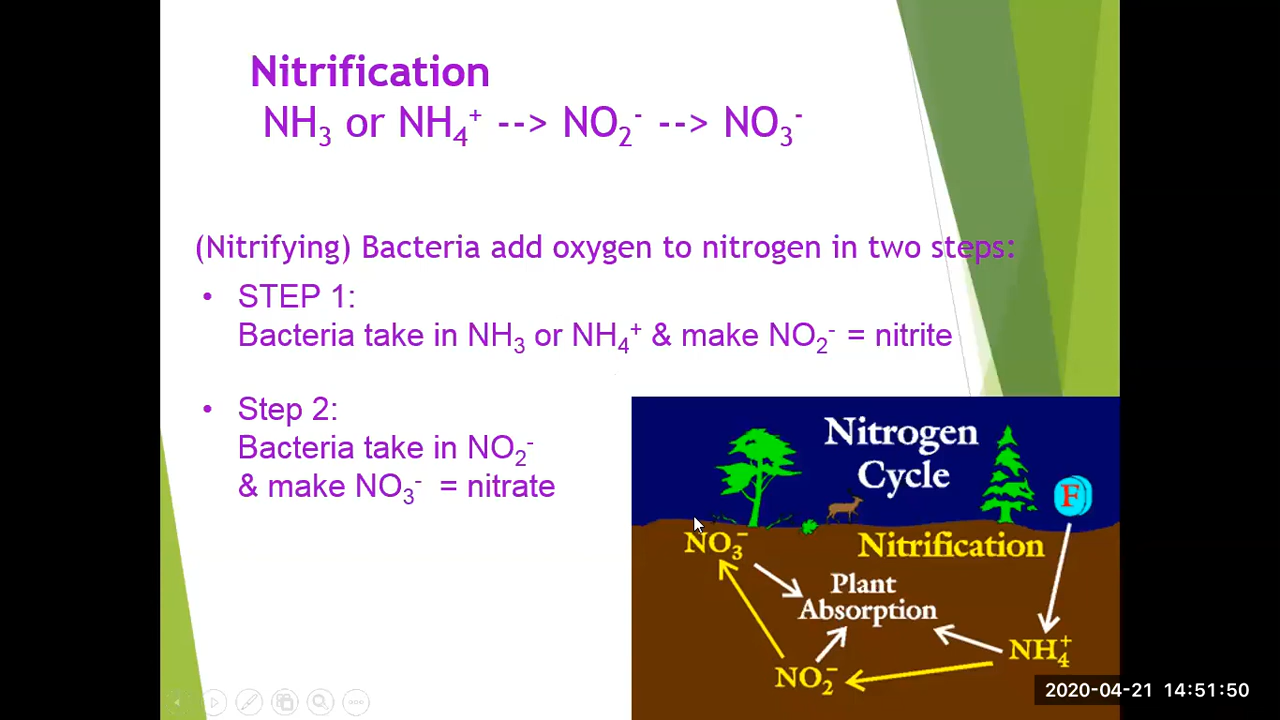 Nitrification
NH₃ or NH₄⁺ --> NO₂⁻ --> NO₃⁻
(Nitrifying) Bacteria add oxygen to nitrogen in two steps:
• STEP 1:
Bacteria take in NH₃ or NH₄⁺ & make NO₂⁻ = nitrite
• Step 2:
Bacteria take in NO₂⁻
& make NO₃⁻ = nitrate
Nitrogen
Cycle
F
NO₃⁻
Nitrification
Plant
Absorption
NH₄⁺
NO₂⁻
2020-04-21 14:51:50